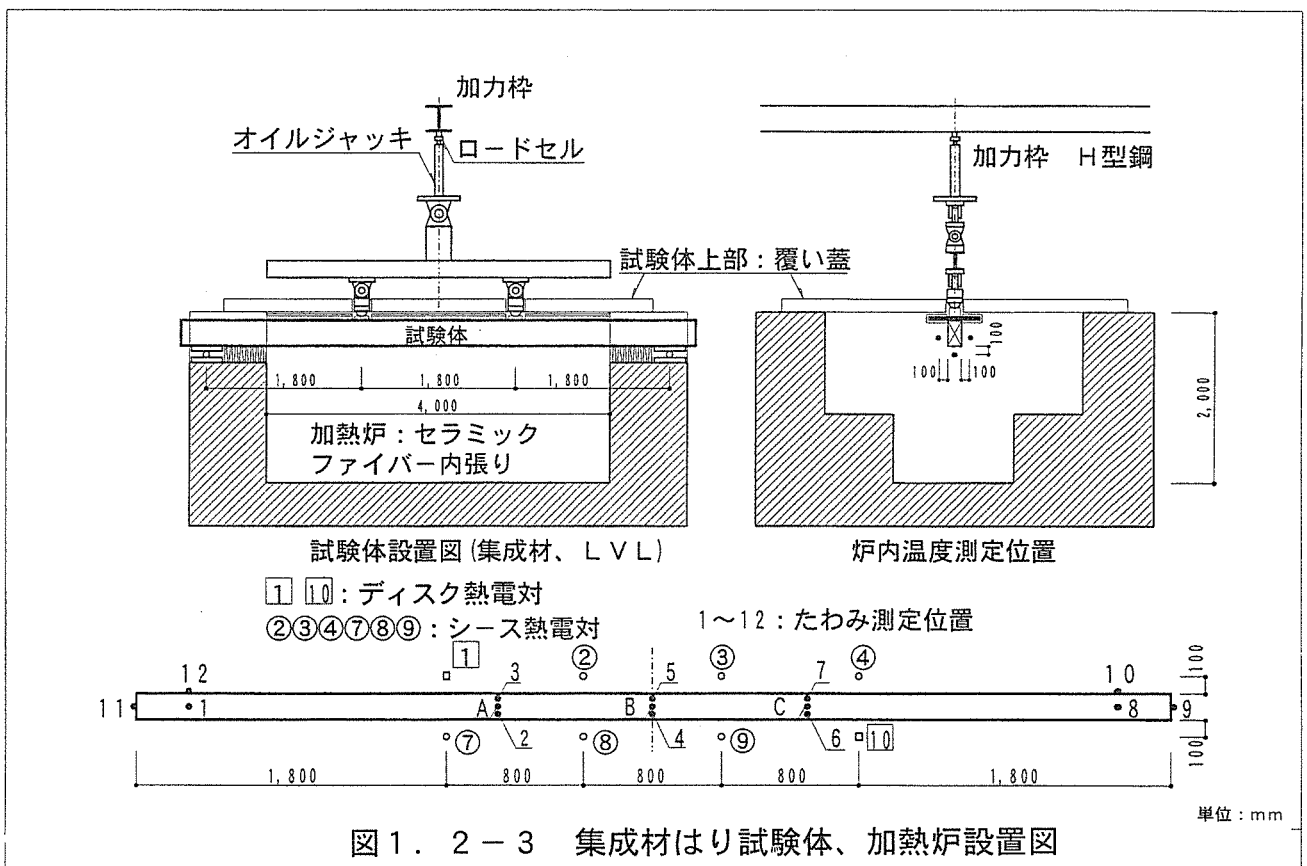 加力枠
オイルジャッキ
ロードセル
加力枠 H型鋼
試験体上部：覆い蓋
試験体
100
100 100
1,800 1,800 1,800
4,000
2,000
加熱炉：セラミック
ファイバー内張り
試験体設置図(集成材、LVL)
炉内温度測定位置
1 10：ディスク熱電対
②③④⑦⑧⑨：シース熱電対
1～12：たわみ測定位置
1 ② ③ ④
12 3 5 7 10 100
11 1 A B C 8 9
2 4 6
⑦ ⑧ ⑨ 10 100
1,800 800 800 800 1,800
単位：mm
図1．2－3 集成材はり試験体、加熱炉設置図